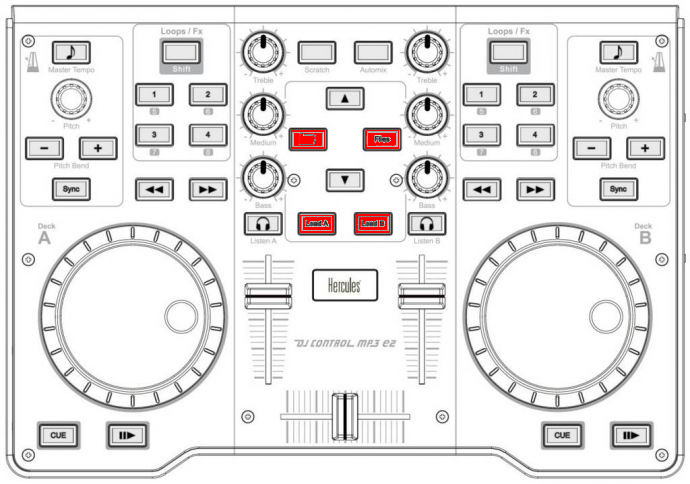 Loops / Fx
Loops / Fx
Master Tempo
Shift
Treble
Scratch
Automix
Treble
Shift
Master Tempo
1
2
1
2
5
6
5
6
-
Pitch
+
-
Pitch
+
3
4
Medium
Medium
3
4
7
8
7
8
Pitch Bend
Pitch Bend
Sync
Bass
Bass
Sync
Load A
Load B
Deck
A
Listen A
Listen B
Deck
B
Hercules
DJ CONTROL MP3 e2
CUE
CUE